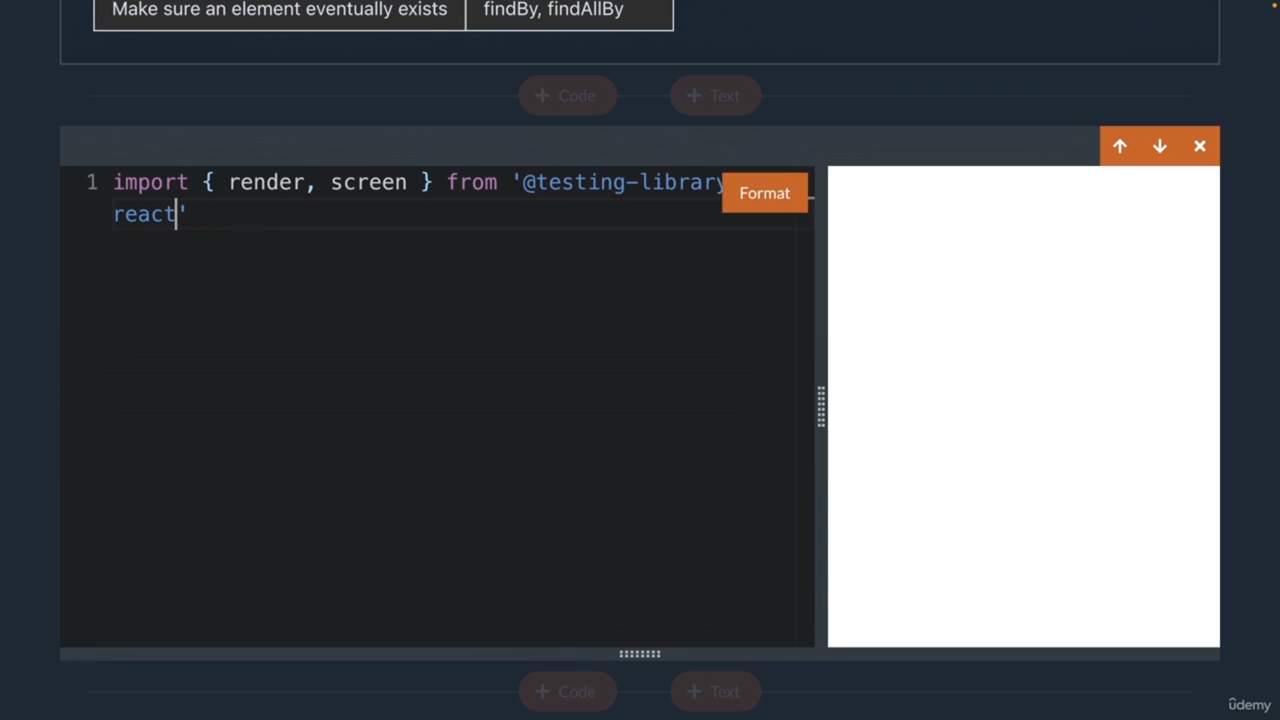 Make sure an element eventually exists findBy, findAllBy
+ Code + Text
1 import { render, screen } from '@testing-library
Format
react'
+ Code + Text
ûdemy